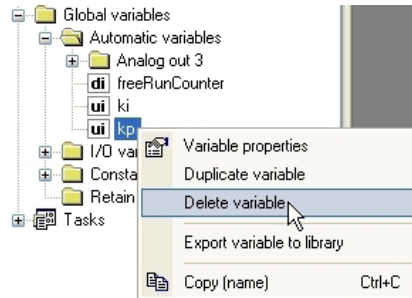 Global variables
Automatic variables
Analog out 3
di freeRunCounter
ui ki
ui kp
I/O var
Consta
Retain
Tasks
Variable properties
Duplicate variable
Delete variable
Export variable to library
Copy (name) Ctrl+C